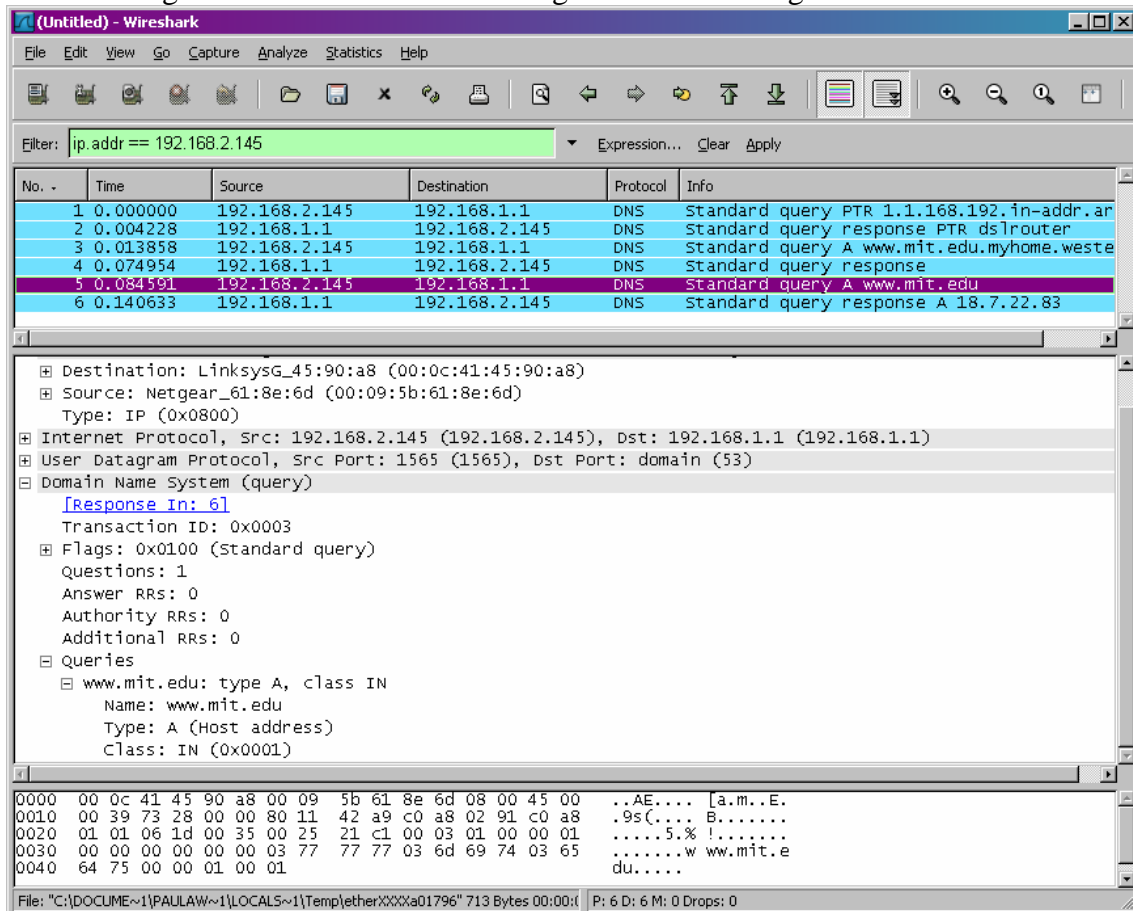 (Untitled) - Wireshark
File Edit View Go Capture Analyze Statistics Help
Filter: ip.addr == 192.168.2.145 Expression... Clear Apply
No. Time Source Destination Protocol Info
1 0.000000 192.168.2.145 192.168.1.1 DNS Standard query PTR 1.1.168.192.in-addr.ar
2 0.004228 192.168.1.1 192.168.2.145 DNS Standard query response PTR dslrouter
3 0.013858 192.168.2.145 192.168.1.1 DNS Standard query A www.mit.edu.myhome.weste
4 0.074954 192.168.1.1 192.168.2.145 DNS Standard query response
5 0.084591 192.168.2.145 192.168.1.1 DNS Standard query A www.mit.edu
6 0.140633 192.168.1.1 192.168.2.145 DNS Standard query response A 18.7.22.83
Destination: LinksysG_45:90:a8 (00:0c:41:45:90:a8)
Source: Netgear_61:8e:6d (00:09:5b:61:8e:6d)
Type: IP (0x0800)
Internet Protocol, Src: 192.168.2.145 (192.168.2.145), Dst: 192.168.1.1 (192.168.1.1)
User Datagram Protocol, Src Port: 1565 (1565), Dst Port: domain (53)
Domain Name System (query)
[Response In: 6]
Transaction ID: 0x0003
Flags: 0x0100 (Standard query)
Questions: 1
Answer RRs: 0
Authority RRs: 0
Additional RRs: 0
Queries
www.mit.edu: type A, class IN
Name: www.mit.edu
Type: A (Host address)
Class: IN (0x0001)
0000 00 0c 41 45 90 a8 00 09 5b 61 8e 6d 08 00 45 00 ..AE.... [a.m..E.
0010 00 39 73 28 00 00 80 11 42 a9 c0 a8 02 91 c0 a8 .9s(.... B.......
0020 01 01 06 1d 00 35 00 25 21 c1 00 03 01 00 00 01 .....5.% !.......
0030 00 00 00 00 00 00 03 77 77 77 03 6d 69 74 03 65 .......w ww.mit.e
0040 64 75 00 00 01 00 01 du.....
File: "C:\DOCUME~1\PAULAW~1\LOCALS~1\Temp\etherXXXXa01796" 713 Bytes 00:00:( P: 6 D: 6 M: 0 Drops: 0